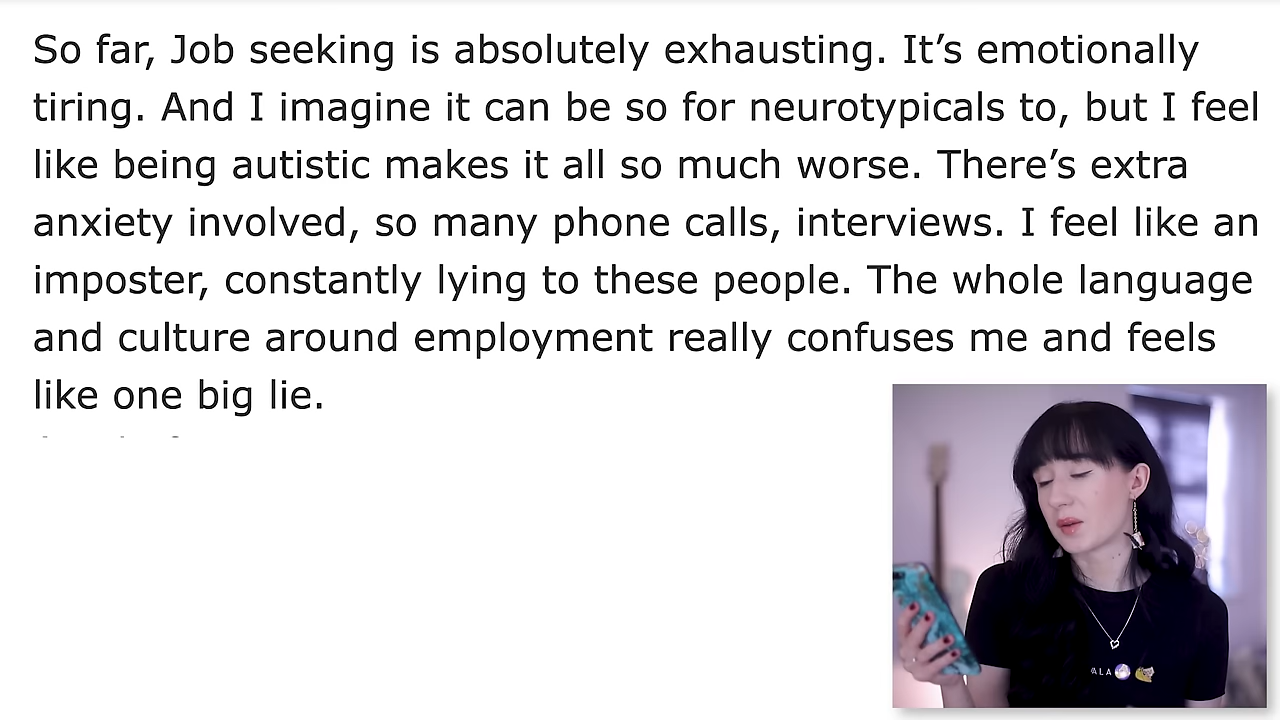 So far, Job seeking is absolutely exhausting. It’s emotionally
tiring. And I imagine it can be so for neurotypicals to, but I feel
like being autistic makes it all so much worse. There’s extra
anxiety involved, so many phone calls, interviews. I feel like an
imposter, constantly lying to these people. The whole language
and culture around employment really confuses me and feels
like one big lie.